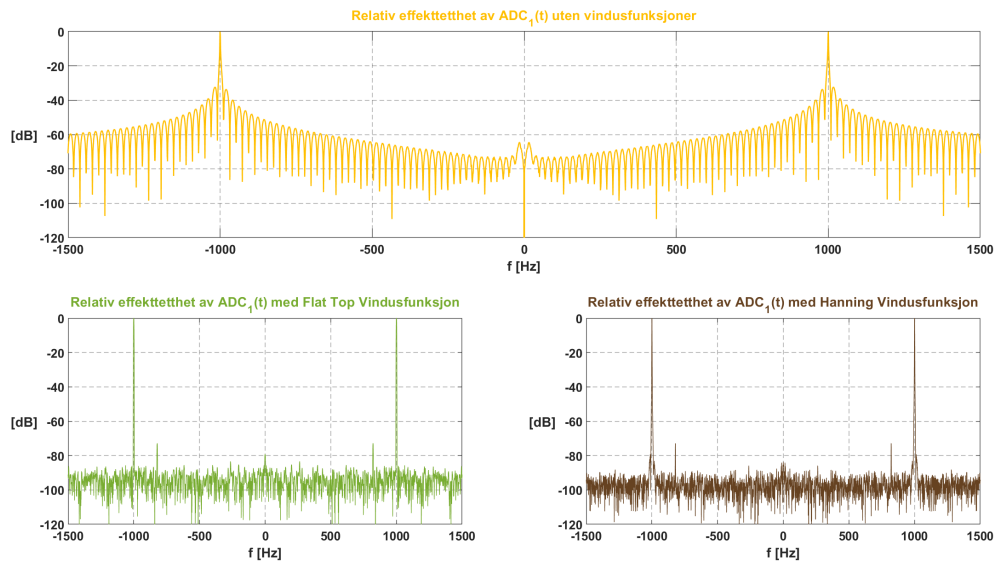 Relativ effekttetthet av ADC1(t) uten vindusfunksjoner
0
-20
-40
-60
-80
-100
-120
[dB]
-1500 -1000 -500 0 500 1000 1500
f [Hz]
Relativ effekttetthet av ADC1(t) med Flat Top Vindusfunksjon
0
-20
-40
-60
-80
-100
-120
[dB]
-1500 -1000 -500 0 500 1000 1500
f [Hz]
Relativ effekttetthet av ADC1(t) med Hanning Vindusfunksjon
0
-20
-40
-60
-80
-100
-120
[dB]
-1500 -1000 -500 0 500 1000 1500
f [Hz]